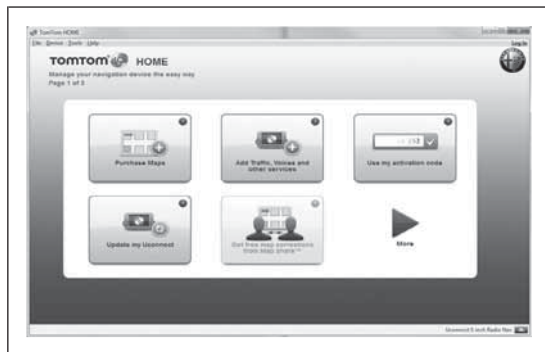 TomTom HOME
File Device Tools Help
Log In
TOMTOM HOME
Manage your navigation device the easy way
Page 1 of 3
Purchase Maps
Add Traffic, Voices and
other services
Use my activation code
Update my Uconnect
Get free map corrections
from Map Share™
More
Uconnect 5 inch Radio Nav